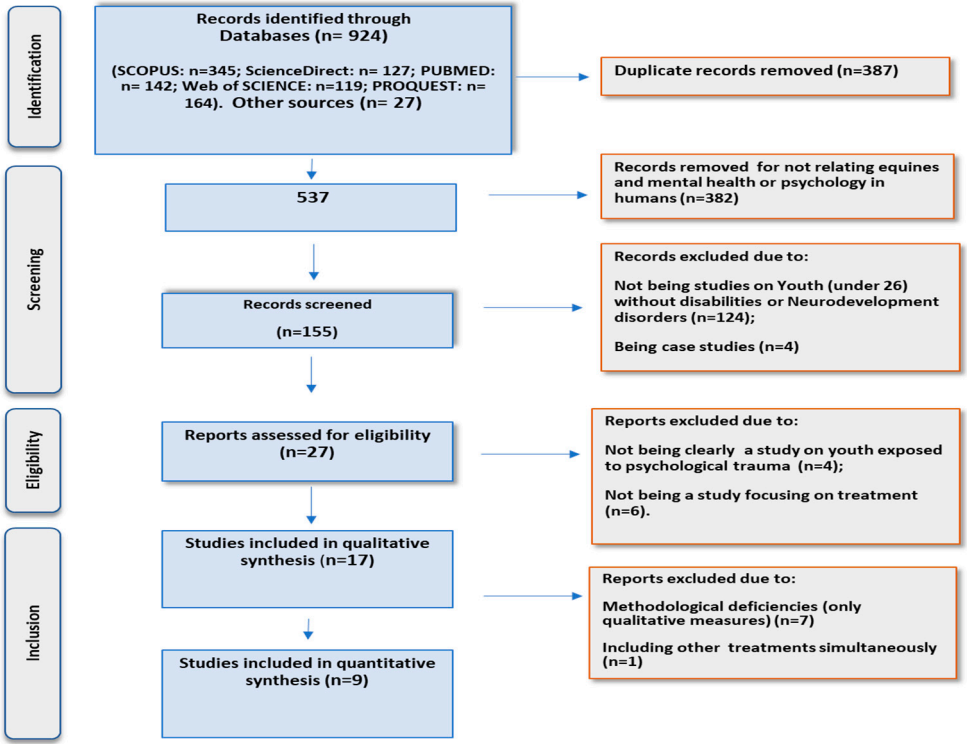 Identification
Records identified through
Databases (n= 924)
(SCOPUS: n=345; ScienceDirect: n= 127; PUBMED:
n= 142; Web of SCIENCE: n=119; PROQUEST: n=
164). Other sources (n= 27)
Duplicate records removed (n=387)
Screening
537
Records removed for not relating equines
and mental health or psychology in
humans (n=382)
Records screened
(n=155)
Records excluded due to:
Not being studies on Youth (under 26)
without disabilities or Neurodevelopment
disorders (n=124);
Being case studies (n=4)
Eligibility
Reports assessed for eligibility
(n=27)
Reports excluded due to:
Not being clearly a study on youth exposed
to psychological trauma (n=4);
Not being a study focusing on treatment
(n=6).
Inclusion
Studies included in qualitative
synthesis (n=17)
Reports excluded due to:
Methodological deficiencies (only
qualitative measures) (n=7)
Including other treatments simultaneously
(n=1)
Studies included in quantitative
synthesis (n=9)